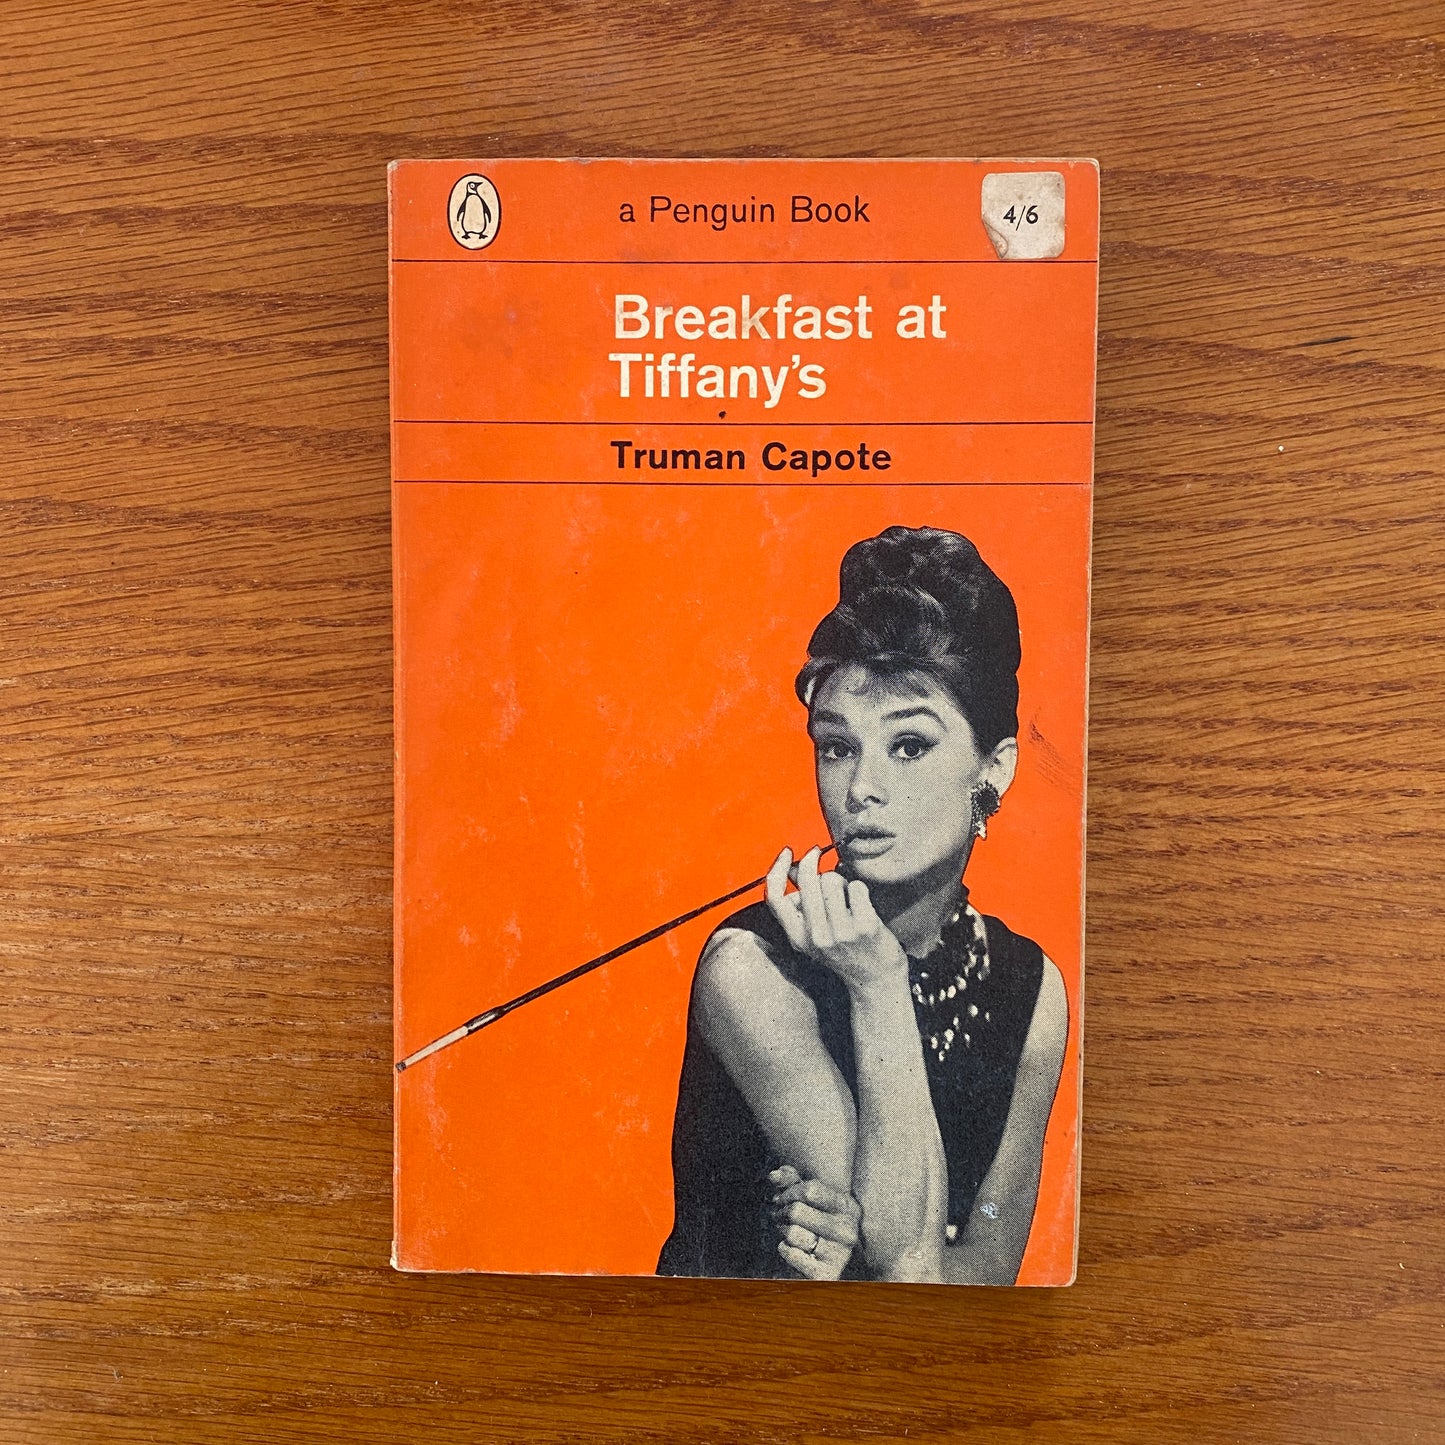 a Penguin Book
4/6
Breakfast at
Tiffany's
Truman Capote